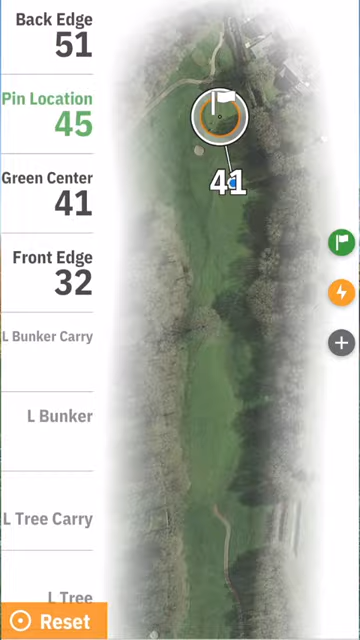 Back Edge
51
Pin Location
45
Green Center
41
Front Edge
32
L Bunker Carry
L Bunker
L Tree Carry
L Tree
Reset
41